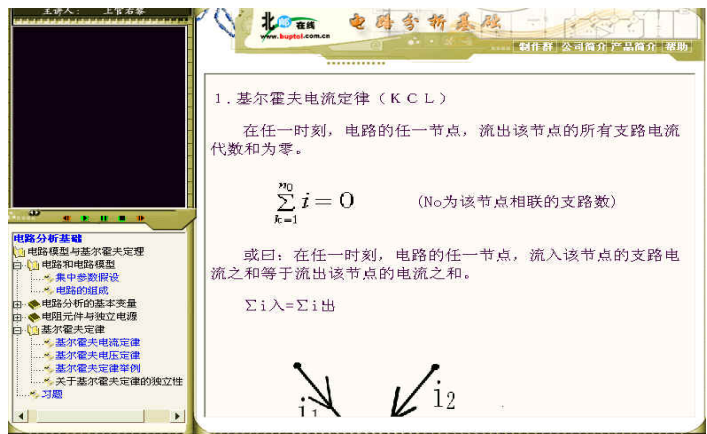 主讲人:
北邮在线
www.buptol.com.cn
电路分析基础
制作群 公司简介 产品简介 帮助
1.基尔霍夫电流定律(KCL)
在任一时刻,电路的任一节点,流出该节点的所有支路电流
代数和为零。
n₀
∑ i = 0 (No为该节点相联的支路数)
k=1
或曰:在任一时刻,电路的任一节点,流入该节点的支路电
流之和等于流出该节点的电流之和。
Σi入=Σi出
i₁ i₂
电路分析基础
电路模型与基尔霍夫定理
电路和电路模型
集中参数假设
电路的组成
电路分析的基本变量
电阻元件与独立电源
基尔霍夫定律
基尔霍夫电流定律
基尔霍夫电压定律
基尔霍夫定律举例
关于基尔霍夫定律的独立性
习题